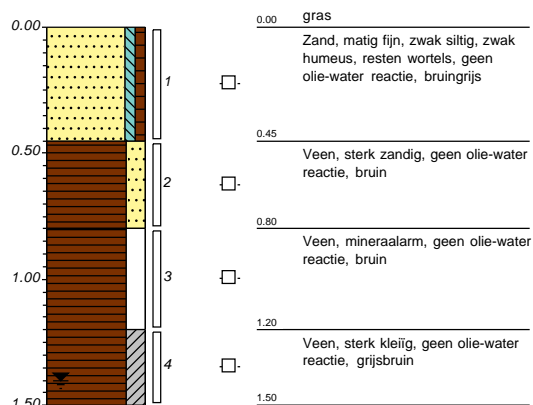 0.00
0.50
1.00
1.50
1
2
3
4
0.00
gras
Zand, matig fijn, zwak siltig, zwak
humeus, resten wortels, geen
olie-water reactie, bruingrijs
0.45
Veen, sterk zandig, geen olie-water
reactie, bruin
0.80
Veen, mineraalarm, geen olie-water
reactie, bruin
1.20
Veen, sterk kleiïg, geen olie-water
reactie, grijsbruin
1.50